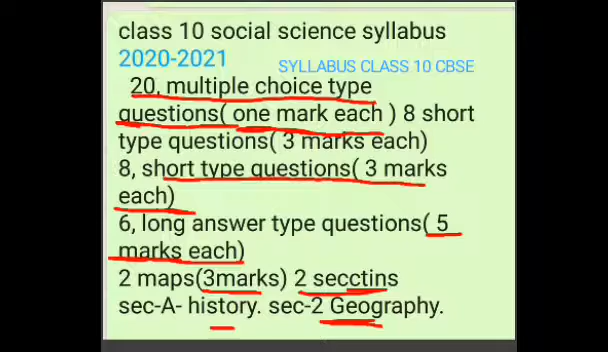 class 10 social science syllabus
2020-2021
SYLLABUS CLASS 10 CBSE
20, multiple choice type
questions( one mark each ) 8 short
type questions( 3 marks each)
8, short type questions( 3 marks
each)
6, long answer type questions( 5
marks each)
2 maps(3marks) 2 secctins
sec-A- history. sec-2 Geography.